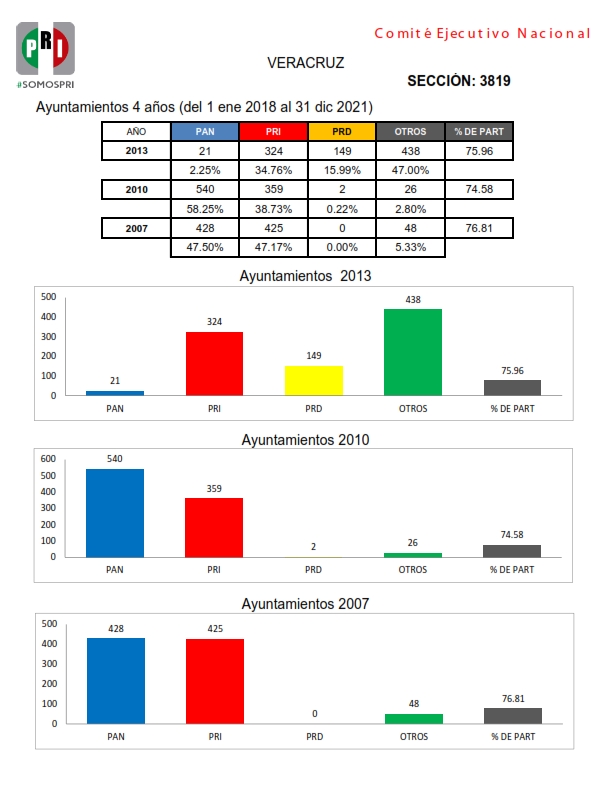 Comité Ejecutivo Nacional
PRI
#SOMOSPRI
VERACRUZ
SECCIÓN: 3819
Ayuntamientos 4 años (del 1 ene 2018 al 31 dic 2021)
AÑO PAN PRI PRD OTROS % DE PART
2013 21 324 149 438 75.96
2.25% 34.76% 15.99% 47.00%
2010 540 359 2 26 74.58
58.25% 38.73% 0.22% 2.80%
2007 428 425 0 48 76.81
47.50% 47.17% 0.00% 5.33%
Ayuntamientos 2013
500
400
300
200
100
0
21 324 149 438 75.96
PAN PRI PRD OTROS % DE PART
Ayuntamientos 2010
600
500
400
300
200
100
0
540 359 2 26 74.58
PAN PRI PRD OTROS % DE PART
Ayuntamientos 2007
500
400
300
200
100
0
428 425 0 48 76.81
PAN PRI PRD OTROS % DE PART